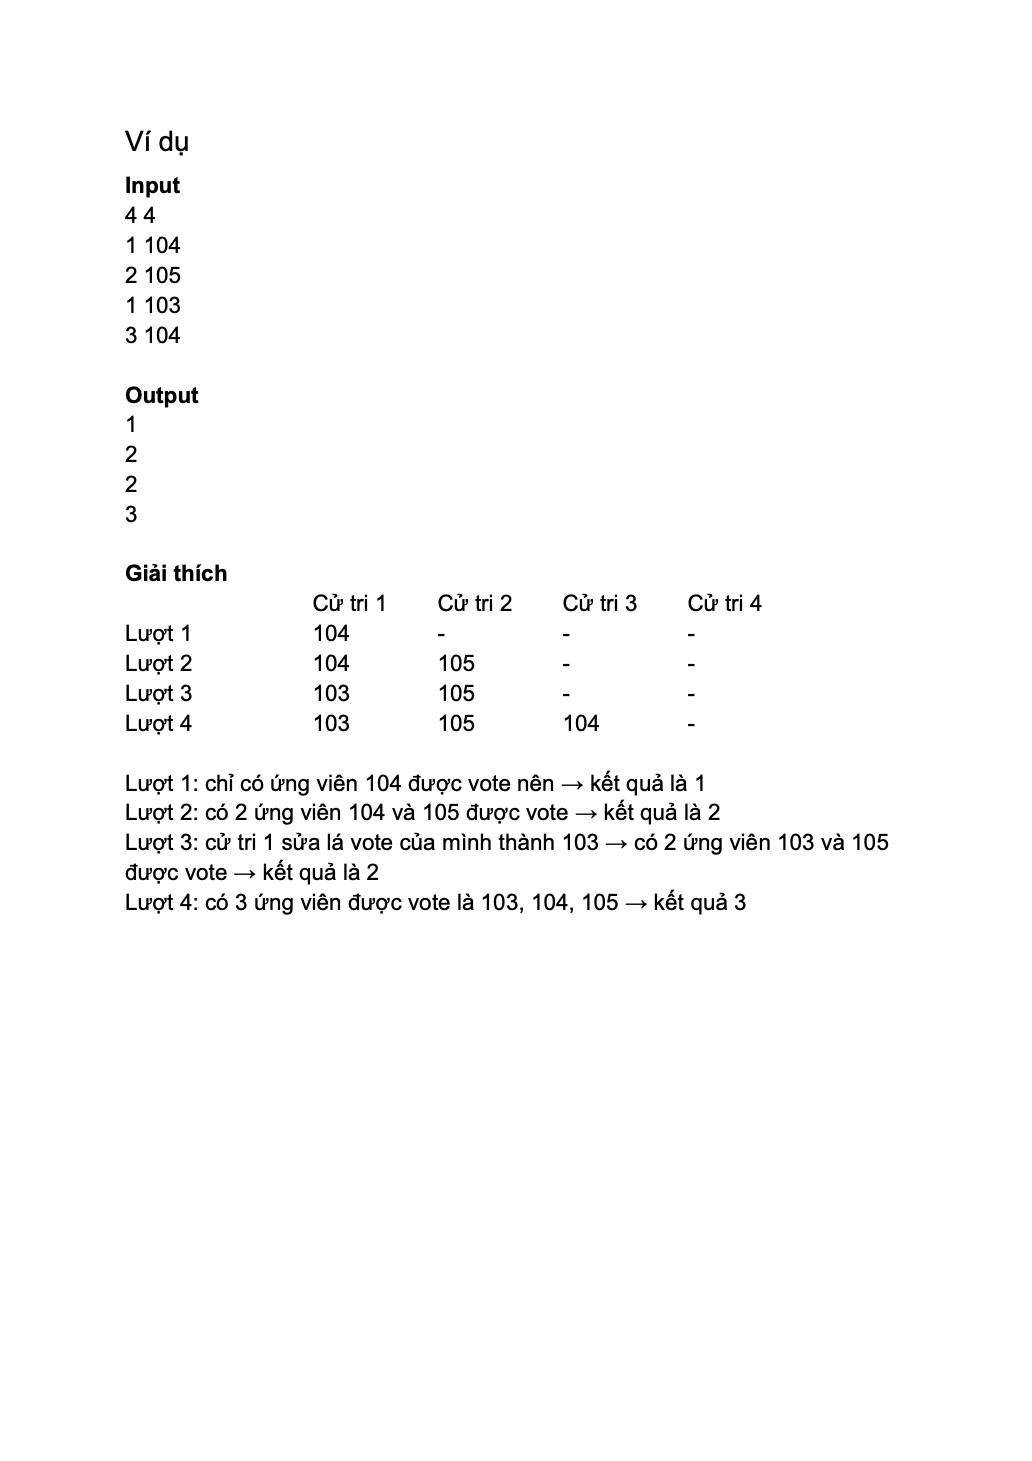 Ví dụ
Input
4 4
1 104
2 105
1 103
3 104
Output
1
2
2
3
Giải thích
Cử tri 1 Cử tri 2 Cử tri 3 Cử tri 4
Lượt 1 104 - - -
Lượt 2 104 105 - -
Lượt 3 103 105 - -
Lượt 4 103 105 104 -
Lượt 1: chỉ có ứng viên 104 được vote nên → kết quả là 1
Lượt 2: có 2 ứng viên 104 và 105 được vote → kết quả là 2
Lượt 3: cử tri 1 sửa lá vote của mình thành 103 → có 2 ứng viên 103 và 105
được vote → kết quả là 2
Lượt 4: có 3 ứng viên được vote là 103, 104, 105 → kết quả 3